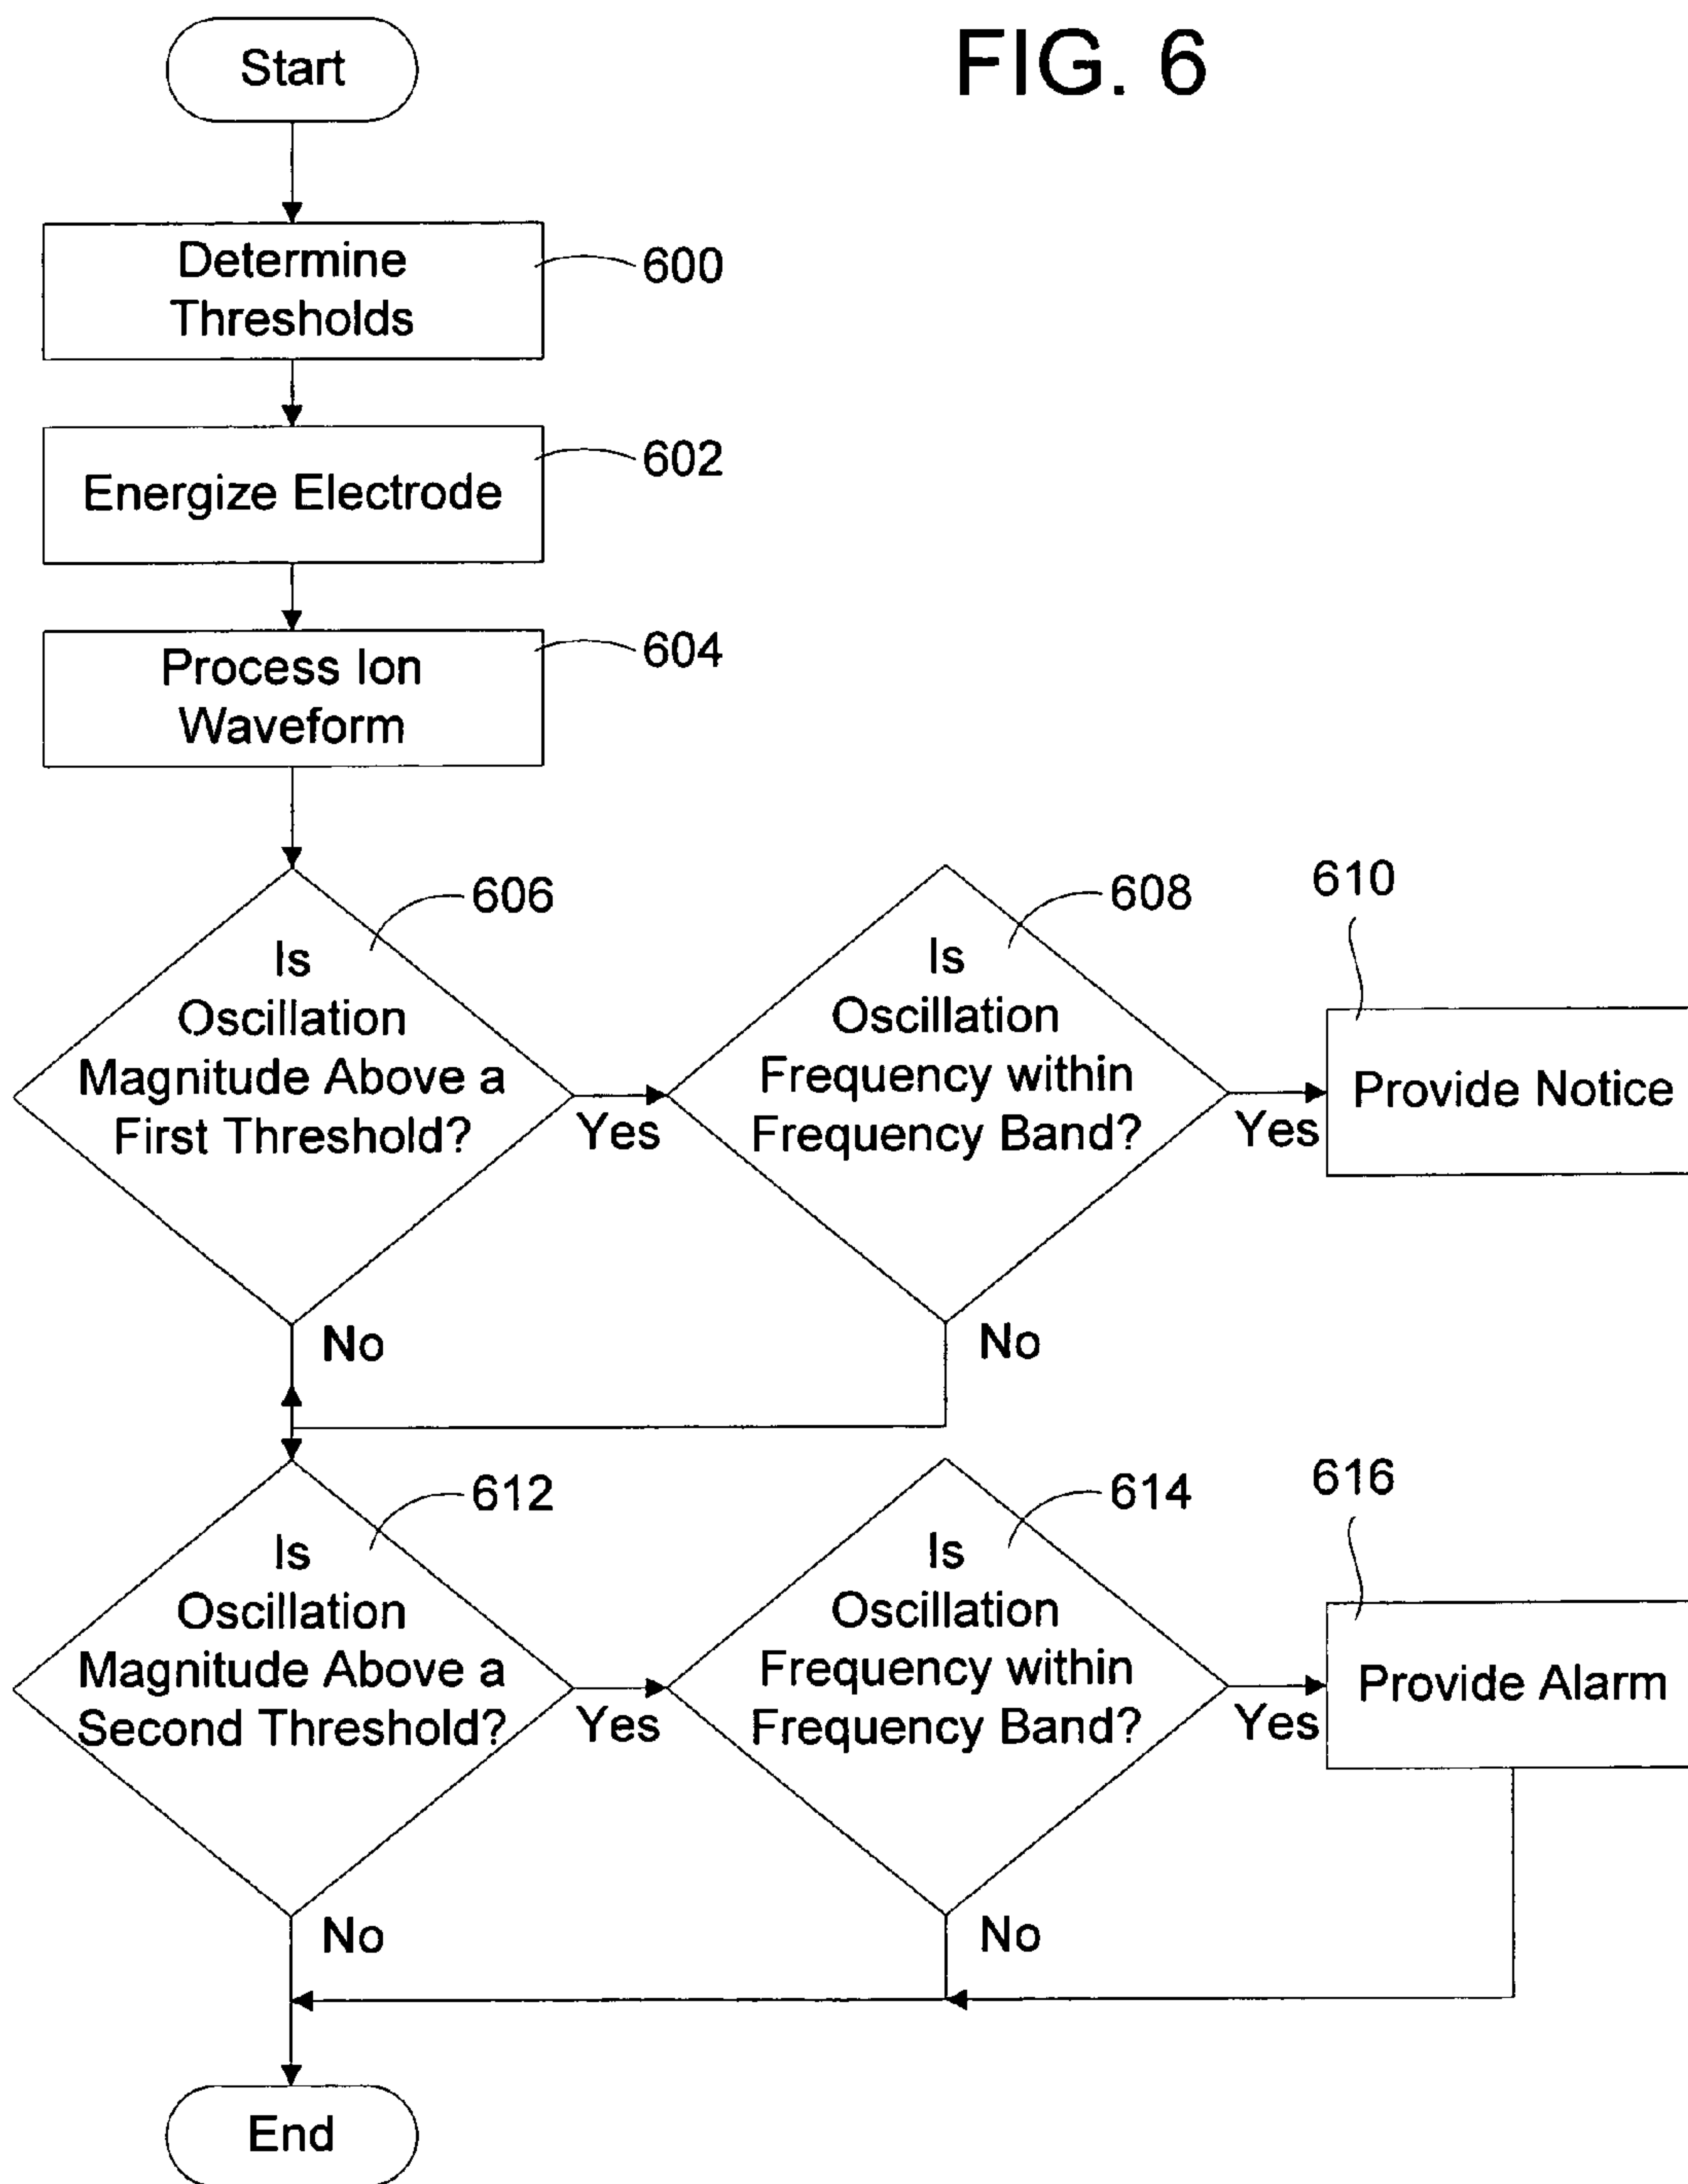 FIG. 6
Start
Determine
Thresholds
600
Energize Electrode
602
Process Ion
Waveform
604
606
Is
Oscillation
Magnitude Above a
First Threshold?
Yes
No
608
Is
Oscillation
Frequency within
Frequency Band?
Yes
No
610
Provide Notice
612
Is
Oscillation
Magnitude Above a
Second Threshold?
Yes
No
614
Is
Oscillation
Frequency within
Frequency Band?
Yes
No
616
Provide Alarm
End